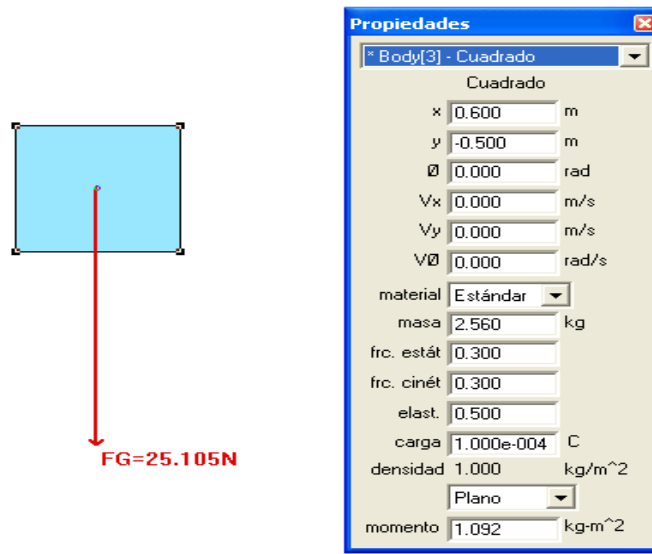 Propiedades
* Body[3] - Cuadrado
Cuadrado
x 0.600 m
y -0.500 m
Ø 0.000 rad
Vx 0.000 m/s
Vy 0.000 m/s
VØ 0.000 rad/s
material Estándar
masa 2.560 kg
frc. estát 0.300
frc. cinét 0.300
elast. 0.500
carga 1.000e-004 C
densidad 1.000 kg/m^2
Plano
momento 1.092 kg-m^2
FG=25.105N